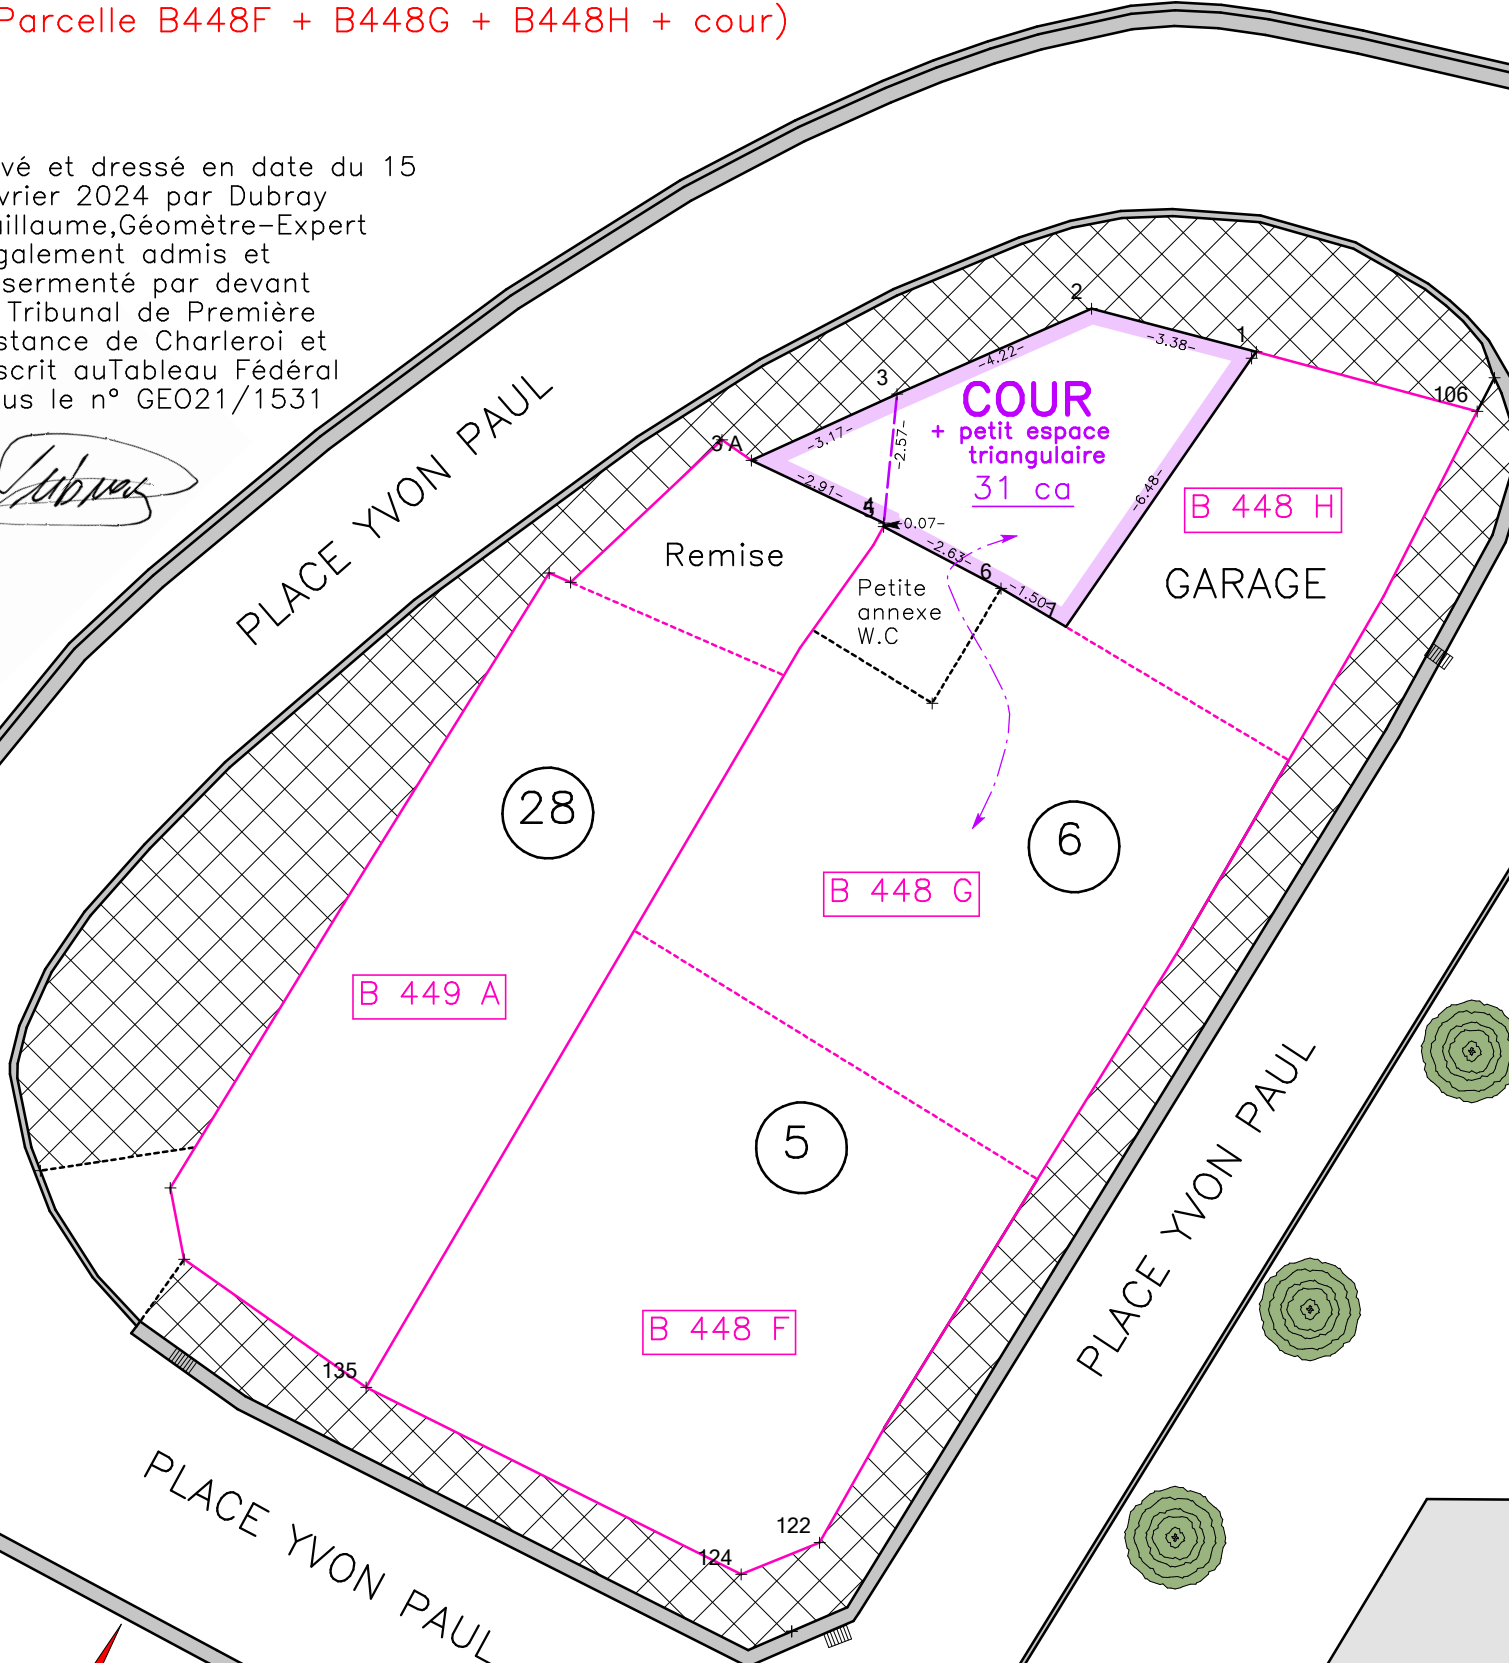 Parcelle B448F + B448G + B448H + cour)
vé et dressé en date du 15
vrier 2024 par Dubray
uillaume,Géomètre-Expert
galement admis et
sermenté par devant
Tribunal de Première
stance de Charleroi et
scrit auTableau Fédéral
us le n° GEO21/1531
PLACE YVON PAUL
2
1
-3.38-
-4.22-
3
106
COUR
+ petit espace
triangulaire
31 ca
-3.17-
3A
-2.57-
-2.91-
-6.48-
4
5
-0.07-
B 448 H
-2.63-
6
Remise
GARAGE
Petite
annexe
W.C
-1.50-
7
28
6
B 448 G
B 449 A
5
PLACE YVON PAUL
B 448 F
135
122
124
PLACE YVON PAUL